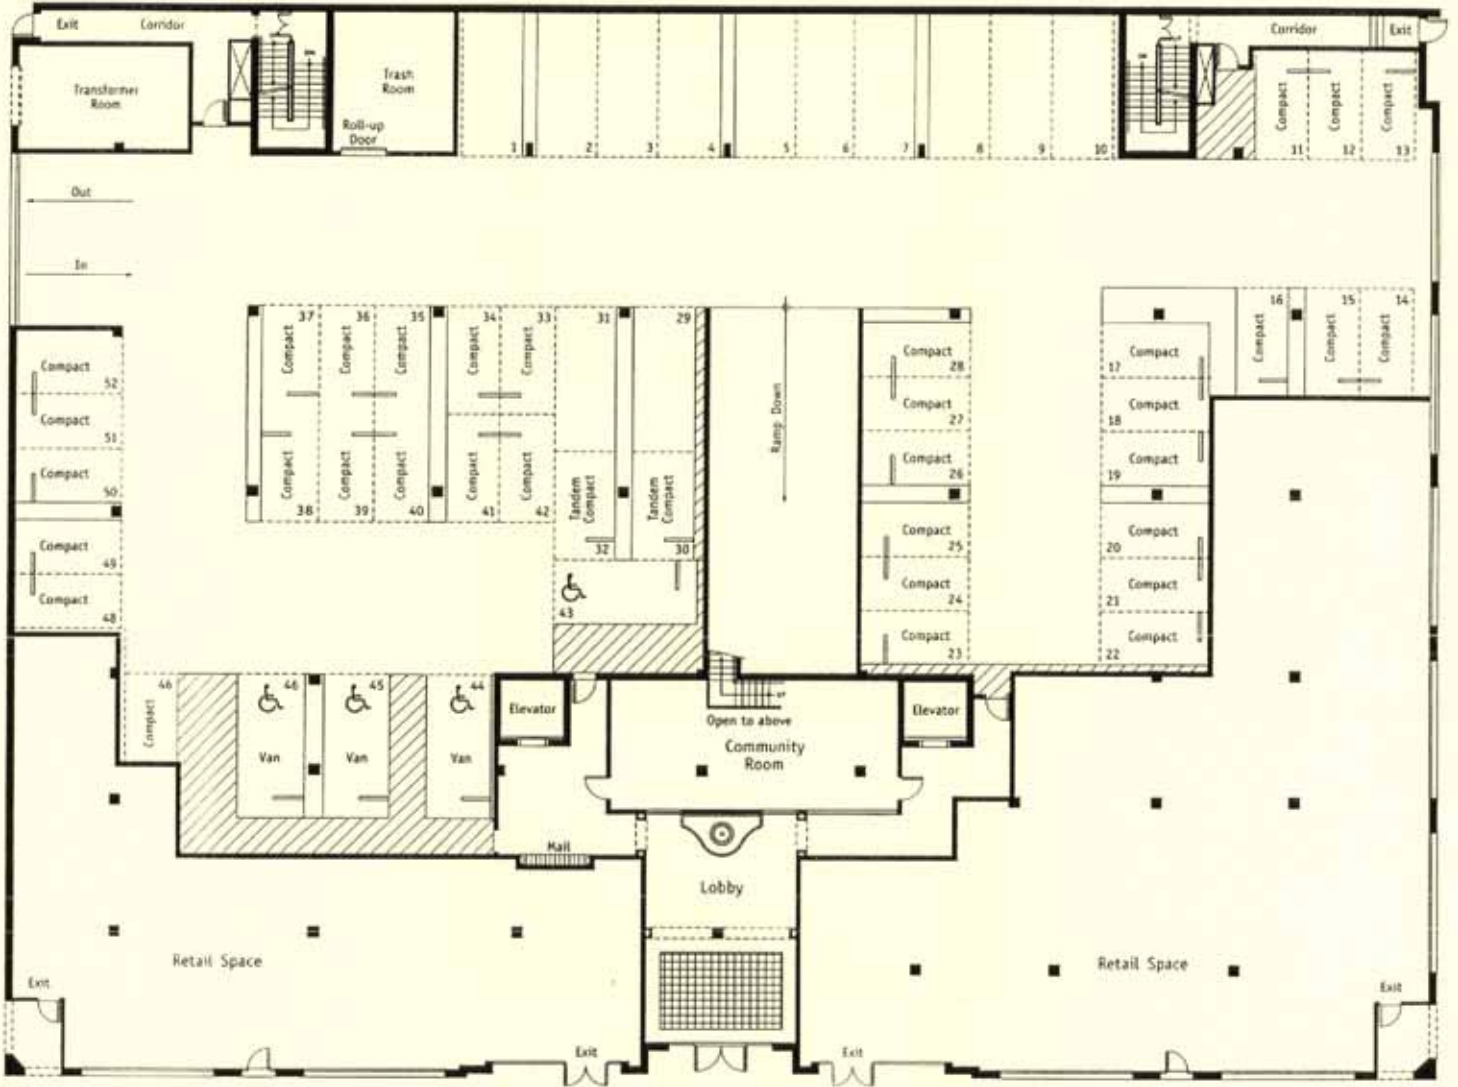 Exit
Corridor
Corridor
Exit
Transformer
Room
DN
Trash
Room
Roll-up
Door
1
2
3
4
5
6
7
8
9
10
Compact
Compact
Compact
11
12
13
Out
In
37
36
35
34
33
31
29
Compact
Compact
Compact
Compact
Compact
16
15
14
Compact
Compact
Compact
Compact
52
Compact
51
Compact
50
Compact
49
Compact
48
Compact
Compact
Compact
Compact
Compact
38
39
40
41
42
Tandem
Compact
32
Tandem
Compact
30
43
Ramp Down
Compact
28
Compact
27
Compact
26
Compact
25
Compact
24
Compact
23
Compact
17
Compact
18
Compact
19
Compact
20
Compact
21
Compact
22
46
Compact
46
Van
45
Van
44
Van
Elevator
UP
Open to above
Community
Room
Elevator
Mail
Lobby
Retail Space
Retail Space
Exit
Exit
Exit
Exit